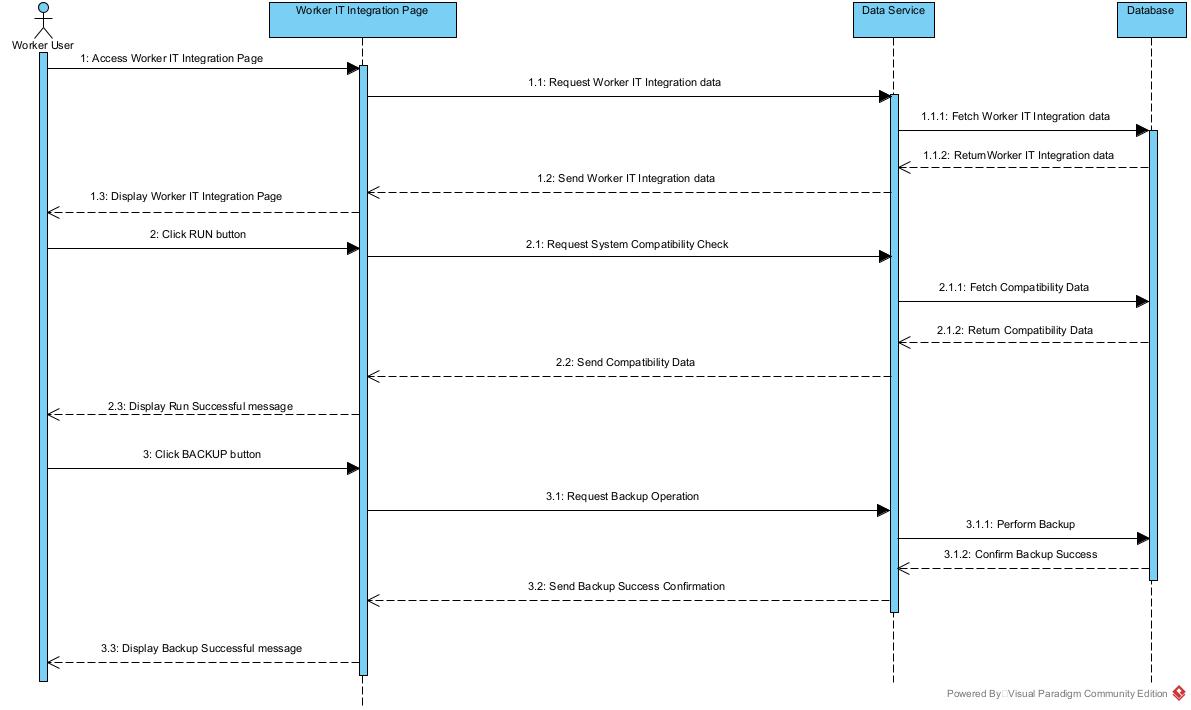 Worker User
Worker IT Integration Page
Data Service
Database
1: Access Worker IT Integration Page
1.1: Request Worker IT Integration data
1.1.1: Fetch Worker IT Integration data
1.1.2: Return Worker IT Integration data
1.2: Send Worker IT Integration data
1.3: Display Worker IT Integration Page
2: Click RUN button
2.1: Request System Compatibility Check
2.1.1: Fetch Compatibility Data
2.1.2: Return Compatibility Data
2.2: Send Compatibility Data
2.3: Display Run Successful message
3: Click BACKUP button
3.1: Request Backup Operation
3.1.1: Perform Backup
3.1.2: Confirm Backup Success
3.2: Send Backup Success Confirmation
3.3: Display Backup Successful message
Powered By Visual Paradigm Community Edition